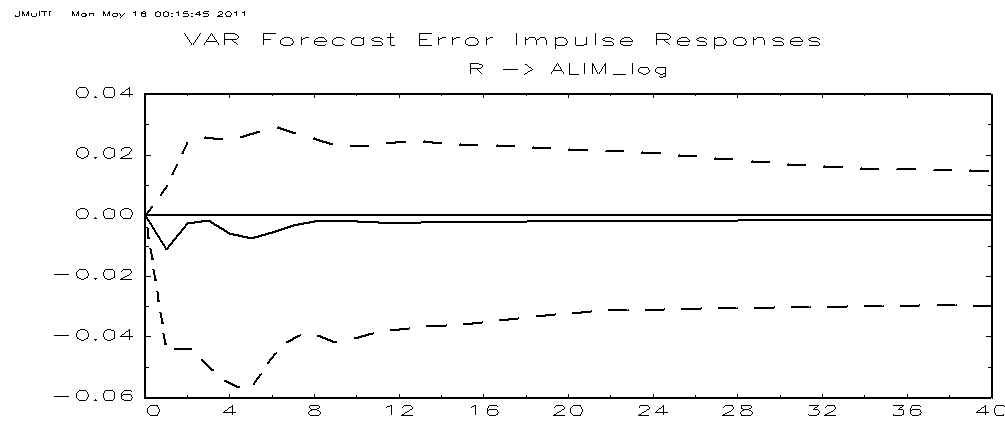 JMulTi Mon May 16 00:15:45 2011
VAR Forecast Error Impulse Responses
R -> ALIM_log
0.04
0.02
0.00
-0.02
-0.04
-0.06
0 4 8 12 16 20 24 28 32 36 40